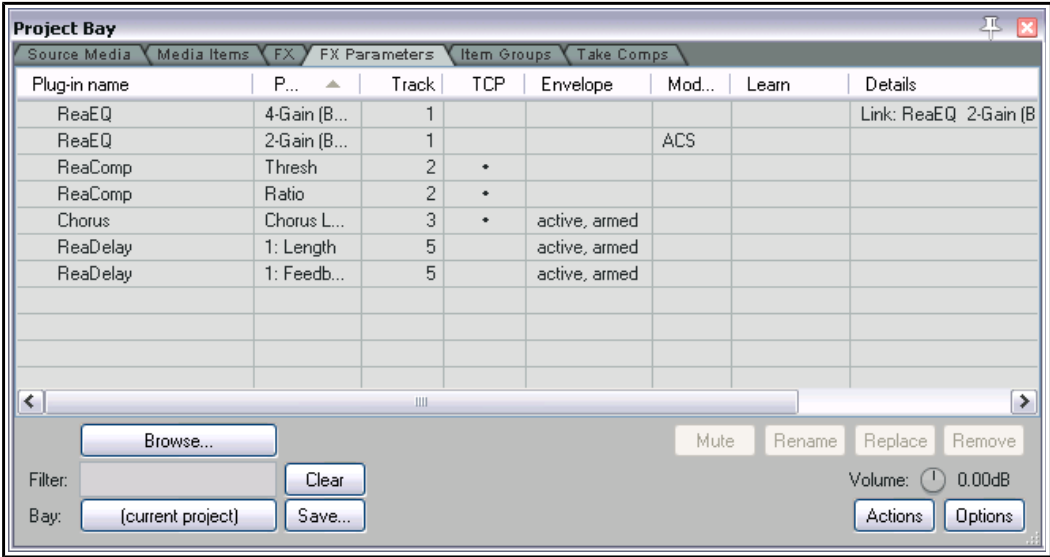 Project Bay
Source Media Media Items FX FX Parameters Item Groups Take Comps
Plug-in name P... Track TCP Envelope Mod... Learn Details
ReaEQ 4-Gain (B... 1 Link: ReaEQ 2-Gain (B
ReaEQ 2-Gain (B... 1 ACS
ReaComp Thresh 2 •
ReaComp Ratio 2 •
Chorus Chorus L... 3 • active, armed
ReaDelay 1: Length 5 active, armed
ReaDelay 1: Feedb... 5 active, armed
Browse... Mute Rename Replace Remove
Filter: Clear Volume: 0.00dB
Bay: (current project) Save... Actions Options